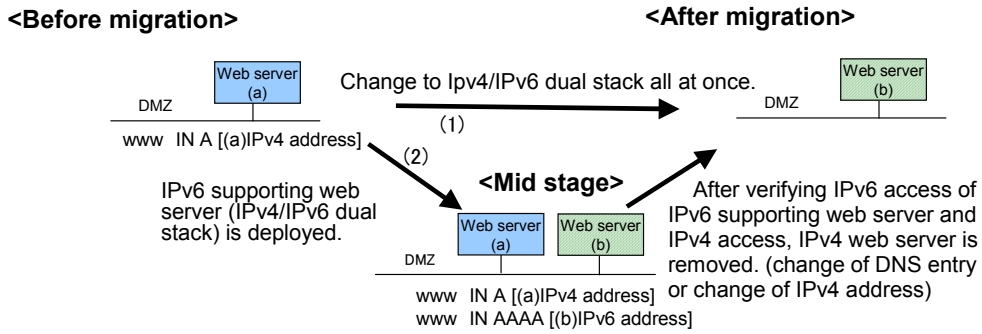 <Before migration>
<After migration>
Web server
(a)
DMZ
www IN A [(a)IPv4 address]
Change to Ipv4/IPv6 dual stack all at once.
(1)
Web server
(b)
DMZ
(2)
IPv6 supporting web
server (IPv4/IPv6 dual
stack) is deployed.
<Mid stage>
Web server
(a)
Web server
(b)
DMZ
www IN A [(a)IPv4 address]
www IN AAAA [(b)IPv6 address]
After verifying IPv6 access of
IPv6 supporting web server and
IPv4 access, IPv4 web server is
removed. (change of DNS entry
or change of IPv4 address)